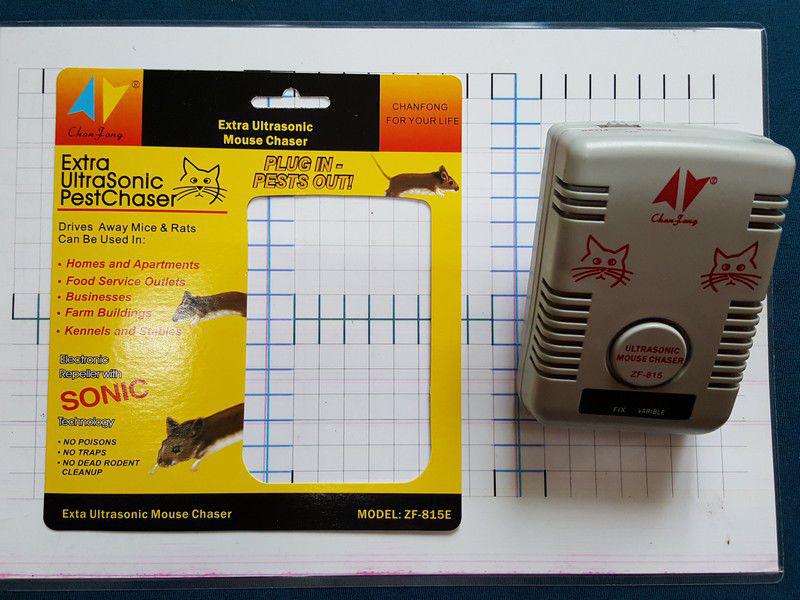 ChanFong
Extra Ultrasonic
Mouse Chaser
CHANFONG
FOR YOUR LIFE
Extra
UltraSonic
PestChaser
PLUG IN -
PESTS OUT!
Drives Away Mice & Rats
Can Be Used In:
• Homes and Apartments
• Food Service Outlets
• Businesses
• Farm Buildings
• Kennels and Stables
Electronic
Repeller with
SONIC
Technology
• NO POISONS
• NO TRAPS
• NO DEAD RODENT
CLEANUP
Exta Ultrasonic Mouse Chaser
MODEL: ZF-815E
ChanFong
ULTRASONIC
MOUSE CHASER
ZF-815
FIX VARIBLE